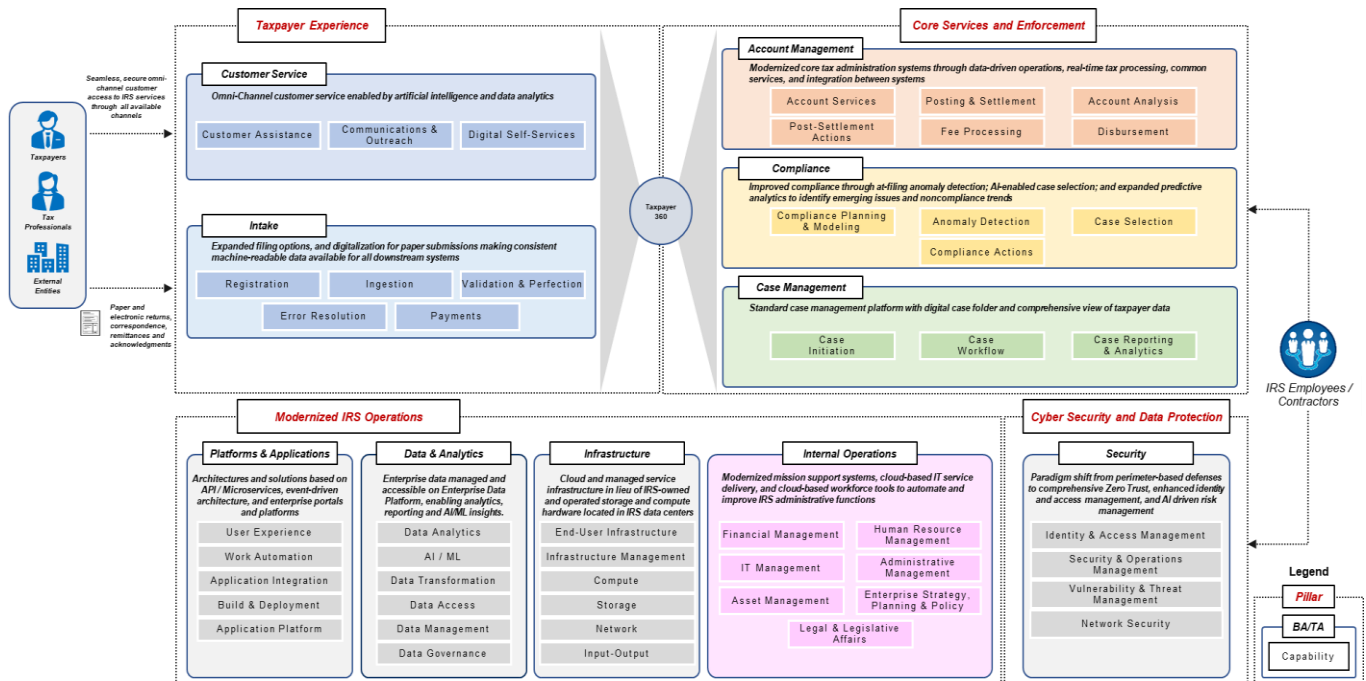 Taxpayer Experience
Core Services and Enforcement
Seamless, secure omni-
channel customer
access to IRS services
through all available
channels
Taxpayers
Tax
Professionals
External
Entities
Paper and
electronic returns,
correspondence,
remittances and
acknowledgments
Customer Service
Omni-Channel customer service enabled by artificial intelligence and data analytics
Customer Assistance
Communications &
Outreach
Digital Self-Services
Intake
Expanded filing options, and digitalization for paper submissions making consistent
machine-readable data available for all downstream systems
Registration
Ingestion
Validation & Perfection
Error Resolution
Payments
Taxpayer
360
Account Management
Modernized core tax administration systems through data-driven operations, real-time tax processing, common
services, and integration between systems
Account Services
Posting & Settlement
Account Analysis
Post-Settlement
Actions
Fee Processing
Disbursement
Compliance
Improved compliance through at-filing anomaly detection; AI-enabled case selection; and expanded predictive
analytics to identify emerging issues and noncompliance trends
Compliance Planning
& Modeling
Anomaly Detection
Case Selection
Compliance Actions
Case Management
Standard case management platform with digital case folder and comprehensive view of taxpayer data
Case
Initiation
Case
Workflow
Case Reporting
& Analytics
IRS Employees /
Contractors
Modernized IRS Operations
Cyber Security and Data Protection
Platforms & Applications
Architectures and solutions based on
API / Microservices, event-driven
architecture, and enterprise portals
and platforms
User Experience
Work Automation
Application Integration
Build & Deployment
Application Platform
Data & Analytics
Enterprise data managed and
accessible on Enterprise Data
Platform, enabling analytics,
reporting and AI/ML insights.
Data Analytics
AI / ML
Data Transformation
Data Access
Data Management
Data Governance
Infrastructure
Cloud and managed service
infrastructure in lieu of IRS-owned
and operated storage and compute
hardware located in IRS data centers
End-User Infrastructure
Infrastructure Management
Compute
Storage
Network
Input-Output
Internal Operations
Modernized mission support systems, cloud-based IT service
delivery, and cloud-based workforce tools to automate and
improve IRS administrative functions
Financial Management
Human Resource
Management
IT Management
Administrative
Management
Asset Management
Enterprise Strategy,
Planning & Policy
Legal & Legislative
Affairs
Security
Paradigm shift from perimeter-based defenses
to comprehensive Zero Trust, enhanced identity
and access management, and AI driven risk
management
Identity & Access Management
Security & Operations
Management
Vulnerability & Threat
Management
Network Security
Legend
Pillar
BA/TA
Capability